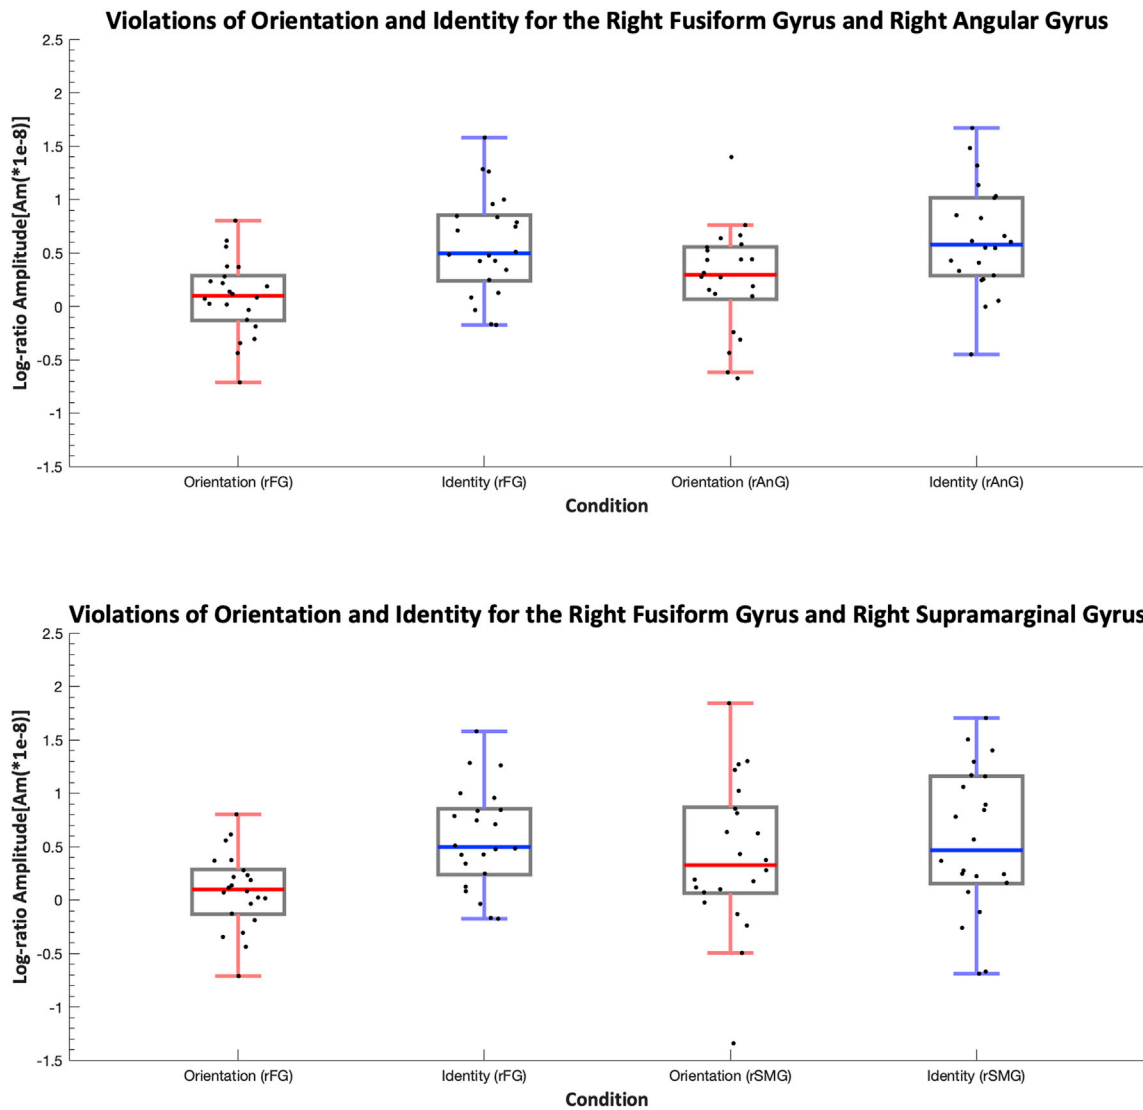 Violations of Orientation and Identity for the Right Fusiform Gyrus and Right Angular Gyrus
Log-ratio Amplitude[Am(*1e-8)]
2.5
2
1.5
1
0.5
0
-0.5
-1
-1.5
Orientation (rFG) Identity (rFG) Orientation (rAnG) Identity (rAnG)
Condition
Violations of Orientation and Identity for the Right Fusiform Gyrus and Right Supramarginal Gyrus
Log-ratio Amplitude[Am(*1e-8)]
2.5
2
1.5
1
0.5
0
-0.5
-1
-1.5
Orientation (rFG) Identity (rFG) Orientation (rSMG) Identity (rSMG)
Condition